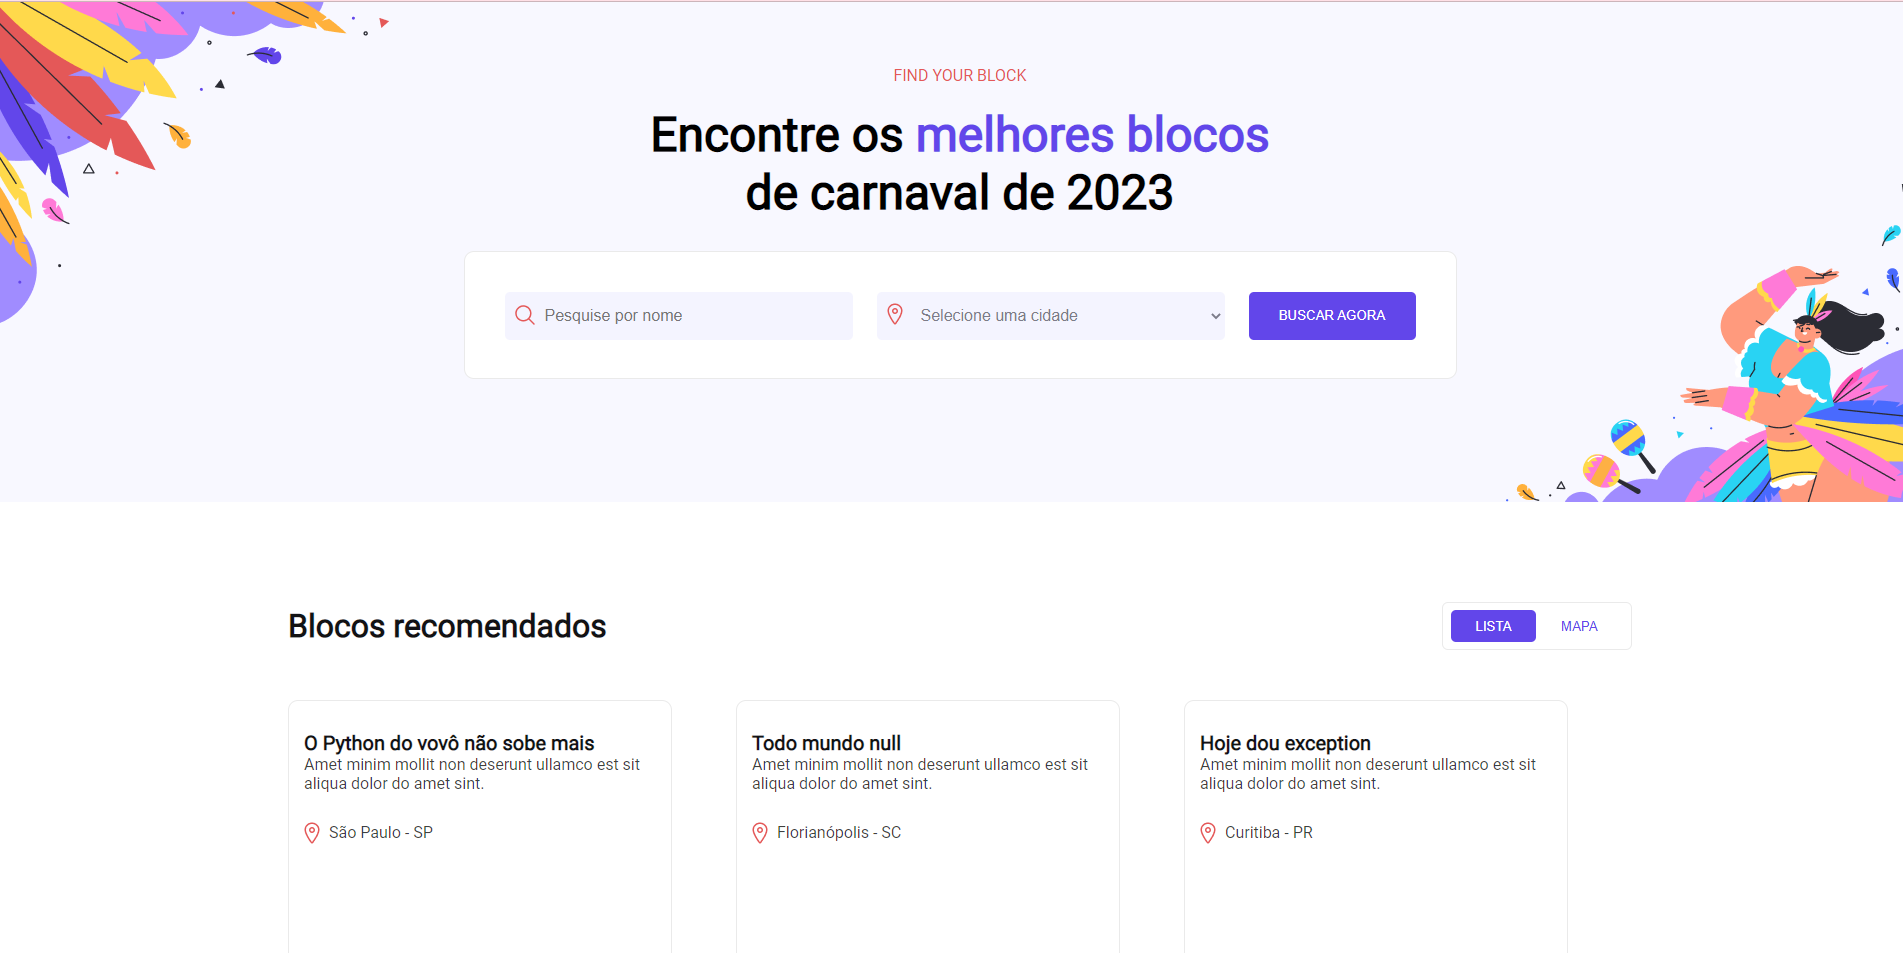 FIND YOUR BLOCK
Encontre os melhores blocos
de carnaval de 2023
Pesquise por nome
Selecione uma cidade
BUSCAR AGORA
Blocos recomendados
LISTA
MAPA
O Python do vovô não sobe mais
Amet minim mollit non deserunt ullamco est sit
aliqua dolor do amet sint.
São Paulo - SP
Todo mundo null
Amet minim mollit non deserunt ullamco est sit
aliqua dolor do amet sint.
Florianópolis - SC
Hoje dou exception
Amet minim mollit non deserunt ullamco est sit
aliqua dolor do amet sint.
Curitiba - PR